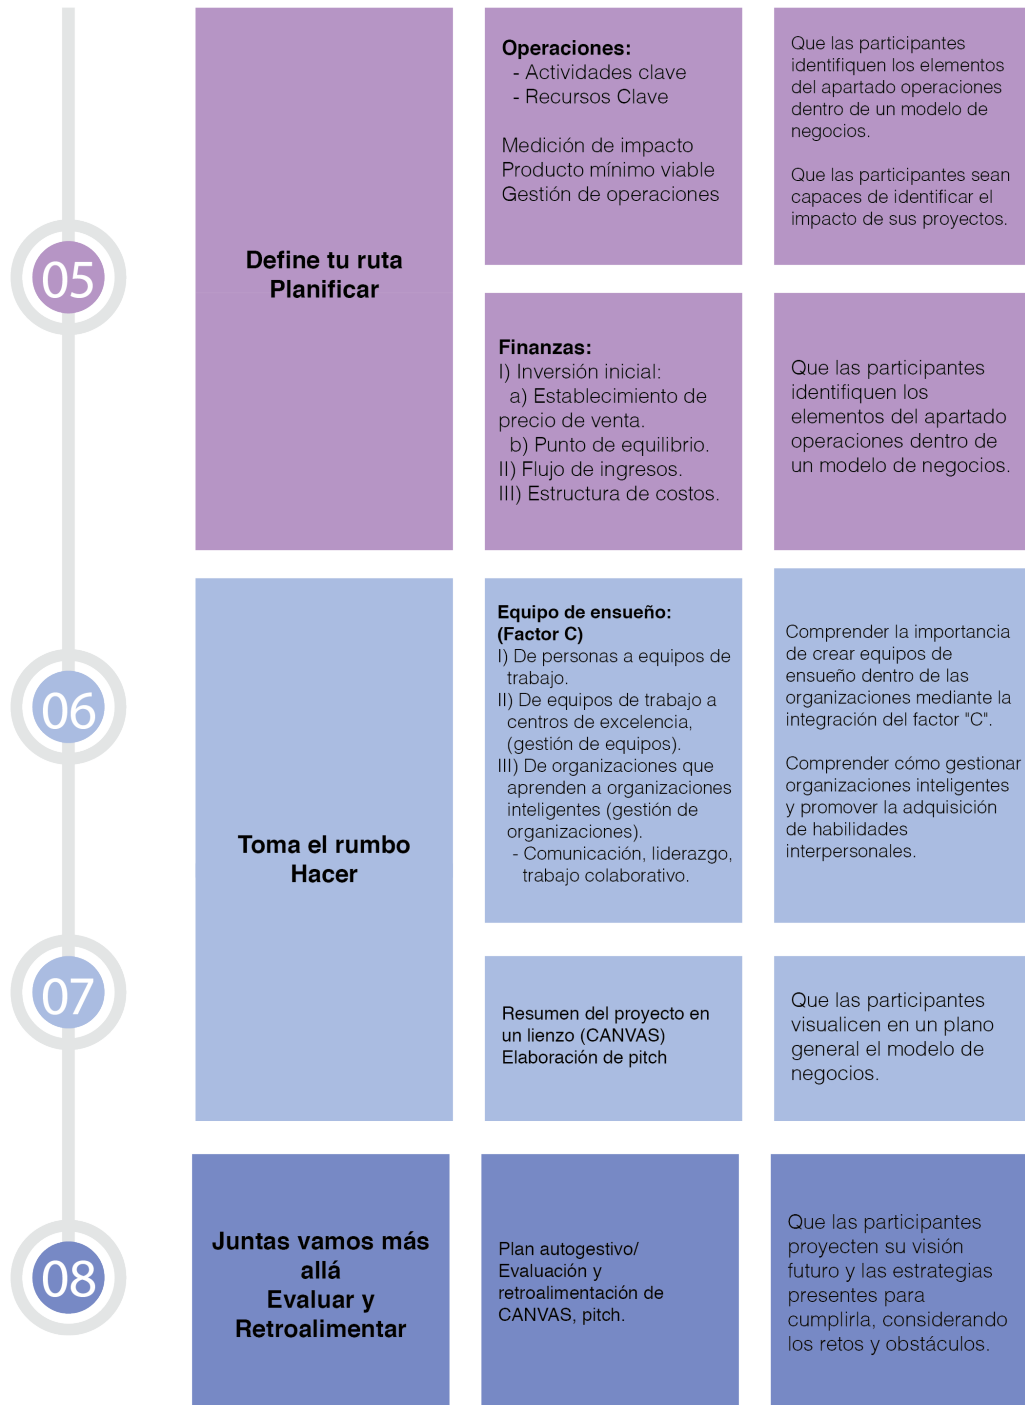 05
Define tu ruta
Planificar
Operaciones:
- Actividades clave
- Recursos Clave
Medición de impacto
Producto mínimo viable
Gestión de operaciones
Que las participantes
identifiquen los elementos
del apartado operaciones
dentro de un modelo de
negocios.
Que las participantes sean
capaces de identificar el
impacto de sus proyectos.
Finanzas:
I) Inversión inicial:
a) Establecimiento de
precio de venta.
b) Punto de equilibrio.
II) Flujo de ingresos.
III) Estructura de costos.
Que las participantes
identifiquen los
elementos del apartado
operaciones dentro de
un modelo de negocios.
06
Toma el rumbo
Hacer
Equipo de ensueño:
(Factor C)
I) De personas a equipos de
trabajo.
II) De equipos de trabajo a
centros de excelencia,
(gestión de equipos).
III) De organizaciones que
aprenden a organizaciones
inteligentes (gestión de
organizaciones).
- Comunicación, liderazgo,
trabajo colaborativo.
Comprender la importancia
de crear equipos de
ensueño dentro de las
organizaciones mediante la
integración del factor "C".
Comprender cómo gestionar
organizaciones inteligentes
y promover la adquisición
de habilidades
interpersonales.
07
Resumen del proyecto en
un lienzo (CANVAS)
Elaboración de pitch
Que las participantes
visualicen en un plano
general el modelo de
negocios.
08
Juntas vamos más
allá
Evaluar y
Retroalimentar
Plan autogestivo/
Evaluación y
retroalimentación de
CANVAS, pitch.
Que las participantes
proyecten su visión
futuro y las estrategias
presentes para
cumplirla, considerando
los retos y obstáculos.